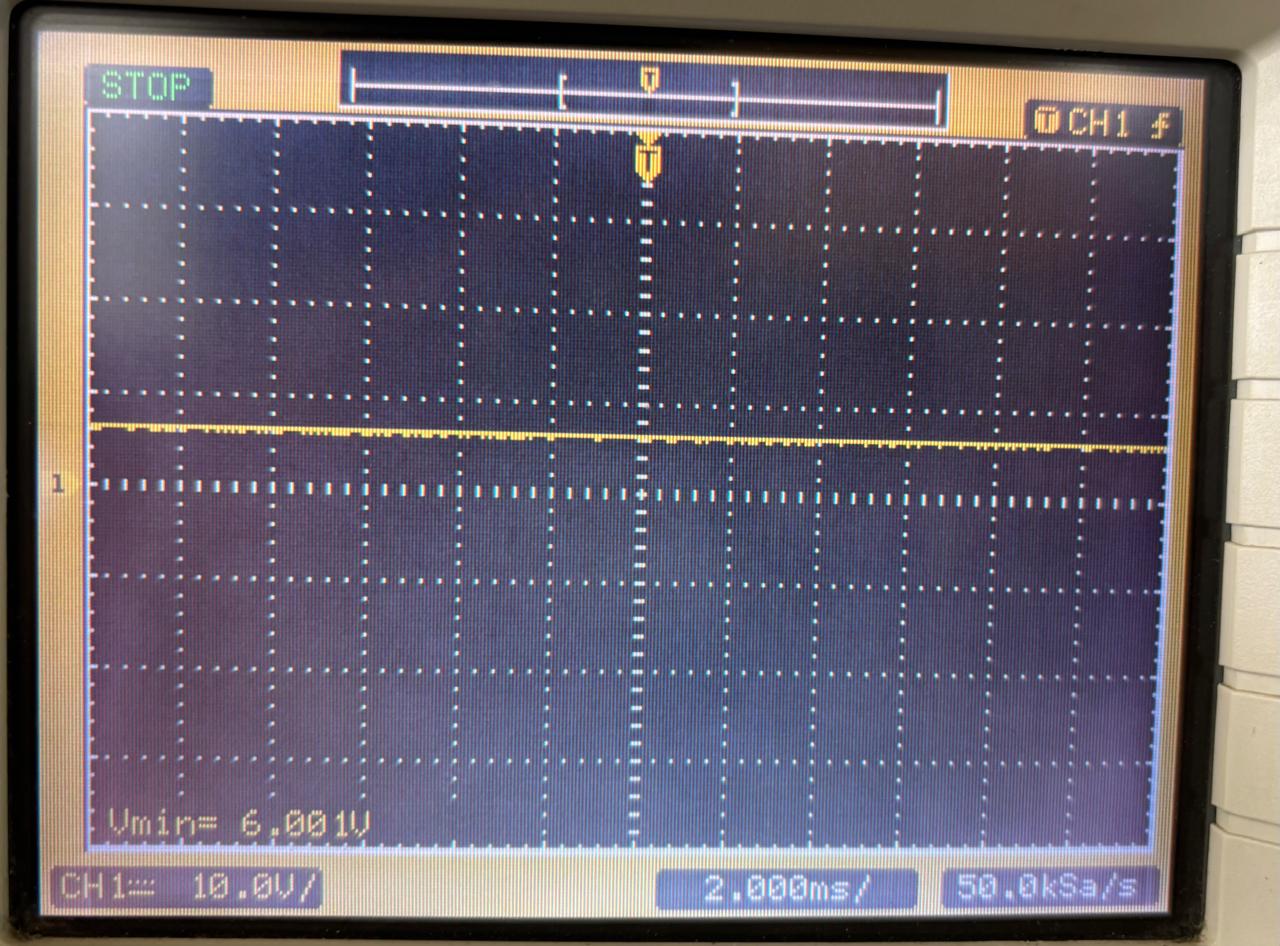 STOP
T
T CH1
T
1
Vmin= 6.001V
CH1 10.0V/ 2.000ms/ 50.0kSa/s